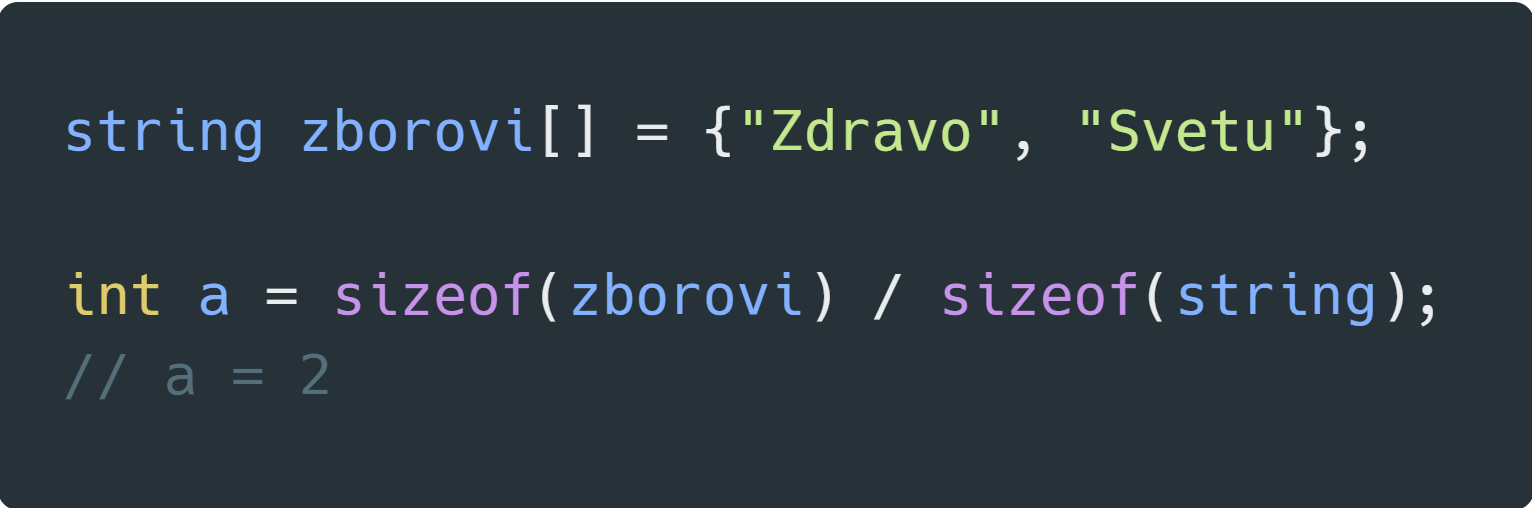 string zborovi[] = {"Zdravo", "Svetu"};
int a = sizeof(zborovi) / sizeof(string);
// a = 2